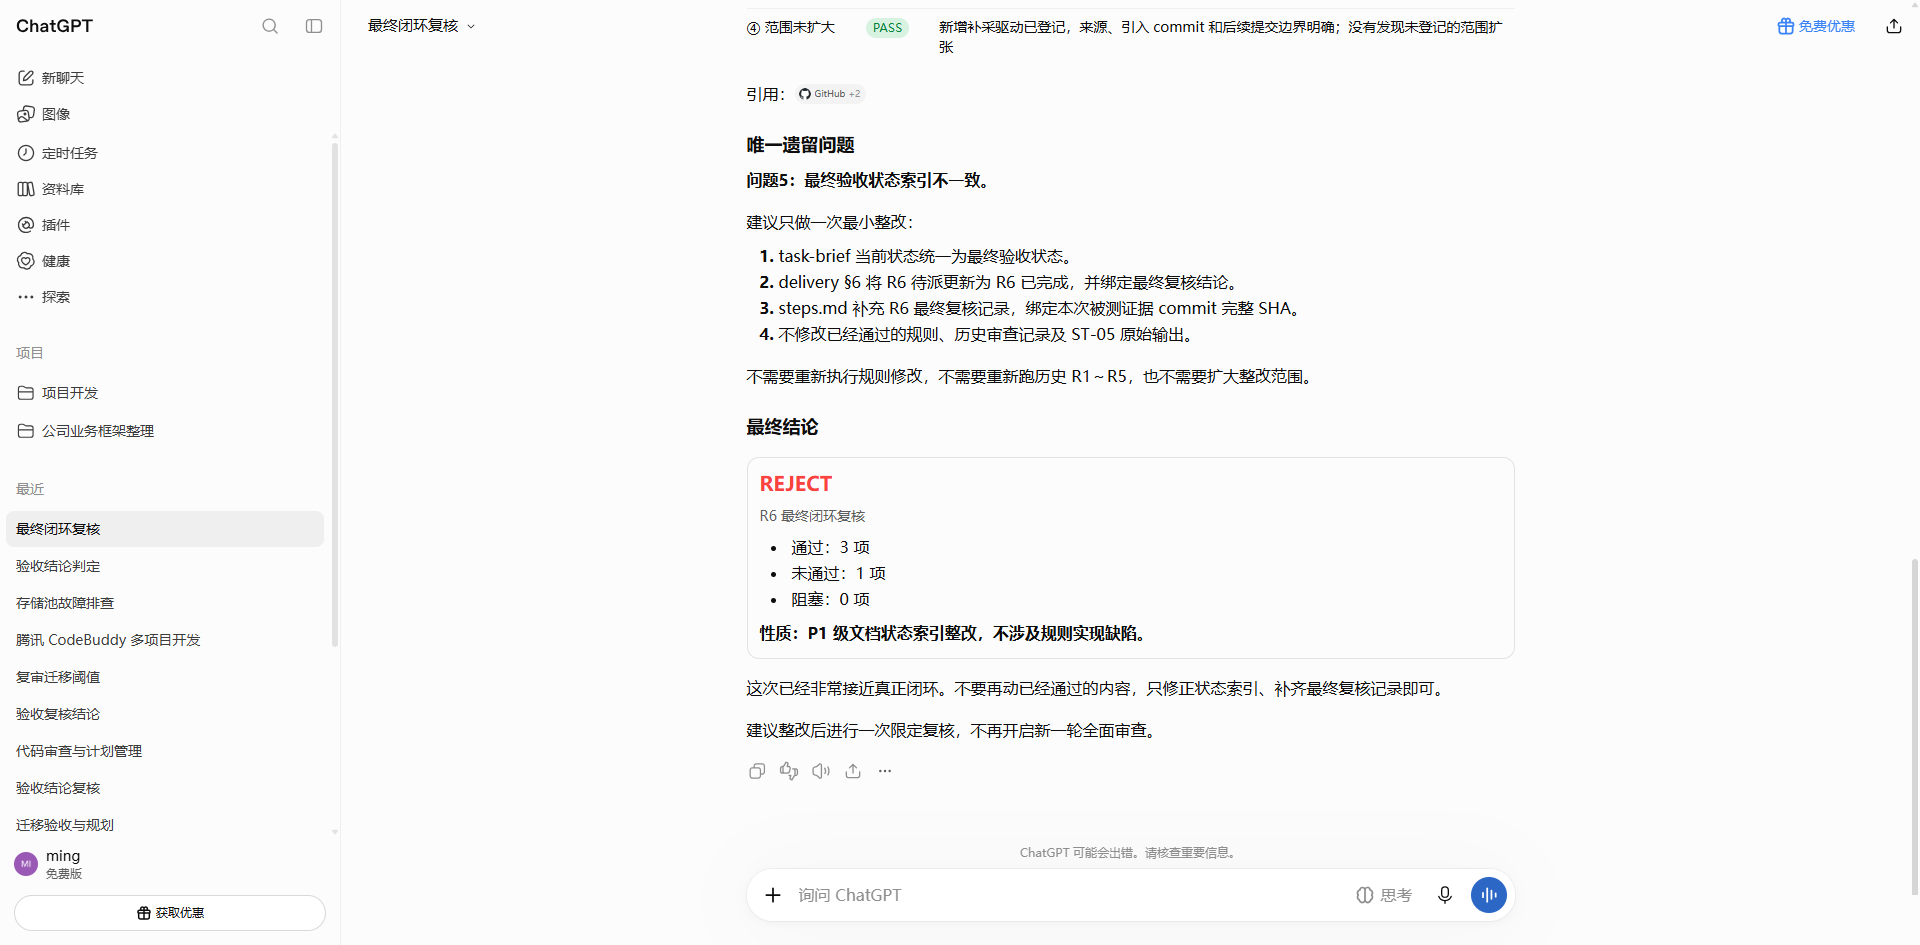 ChatGPT
新聊天
图像
定时任务
资料库
插件
健康
探索
项目
项目开发
公司业务框架整理
最近
最终闭环复核
验收结论判定
存储池故障排查
腾讯 CodeBuddy 多项目开发
复审迁移阈值
验收复核结论
代码审查与计划管理
验收结论复核
迁移验收与规划
MI
ming
免费版
获取优惠
最终闭环复核
免费优惠
④ 范围未扩大 PASS 新增补采驱动已登记，来源、引入 commit 和后续提交边界明确；没有发现未登记的范围扩
张
引用： GitHub +2
唯一遗留问题
问题5：最终验收状态索引不一致。
建议只做一次最小整改：
1. task-brief 当前状态统一为最终验收状态。
2. delivery §6 将 R6 待派更新为 R6 已完成，并绑定最终复核结论。
3. steps.md 补充 R6 最终复核记录，绑定本次被测证据 commit 完整 SHA。
4. 不修改已经通过的规则、历史审查记录及 ST-05 原始输出。
不需要重新执行规则修改，不需要重新跑历史 R1～R5，也不需要扩大整改范围。
最终结论
REJECT
R6 最终闭环复核
• 通过：3 项
• 未通过：1 项
• 阻塞：0 项
性质：P1 级文档状态索引整改，不涉及规则实现缺陷。
这次已经非常接近真正闭环。不要再动已经通过的内容，只修正状态索引、补齐最终复核记录即可。
建议整改后进行一次限定复核，不再开启新一轮全面审查。
ChatGPT 可能会出错。请核查重要信息。
询问 ChatGPT
思考